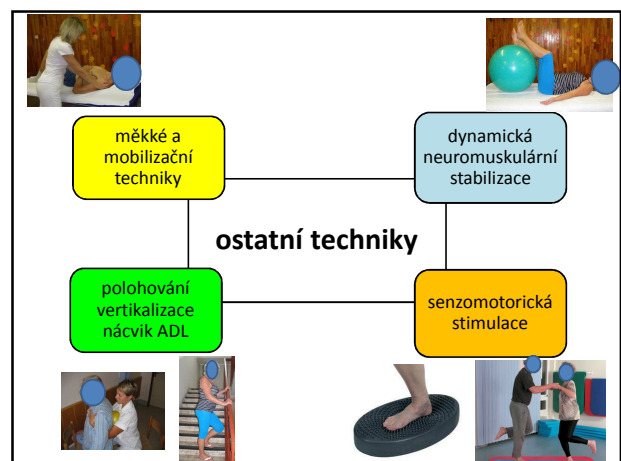 měkké a
mobilizační
techniky
dynamická
neuromuskulární
stabilizace
ostatní techniky
polohování
vertikalizace
nácvik ADL
senzomotorická
stimulace